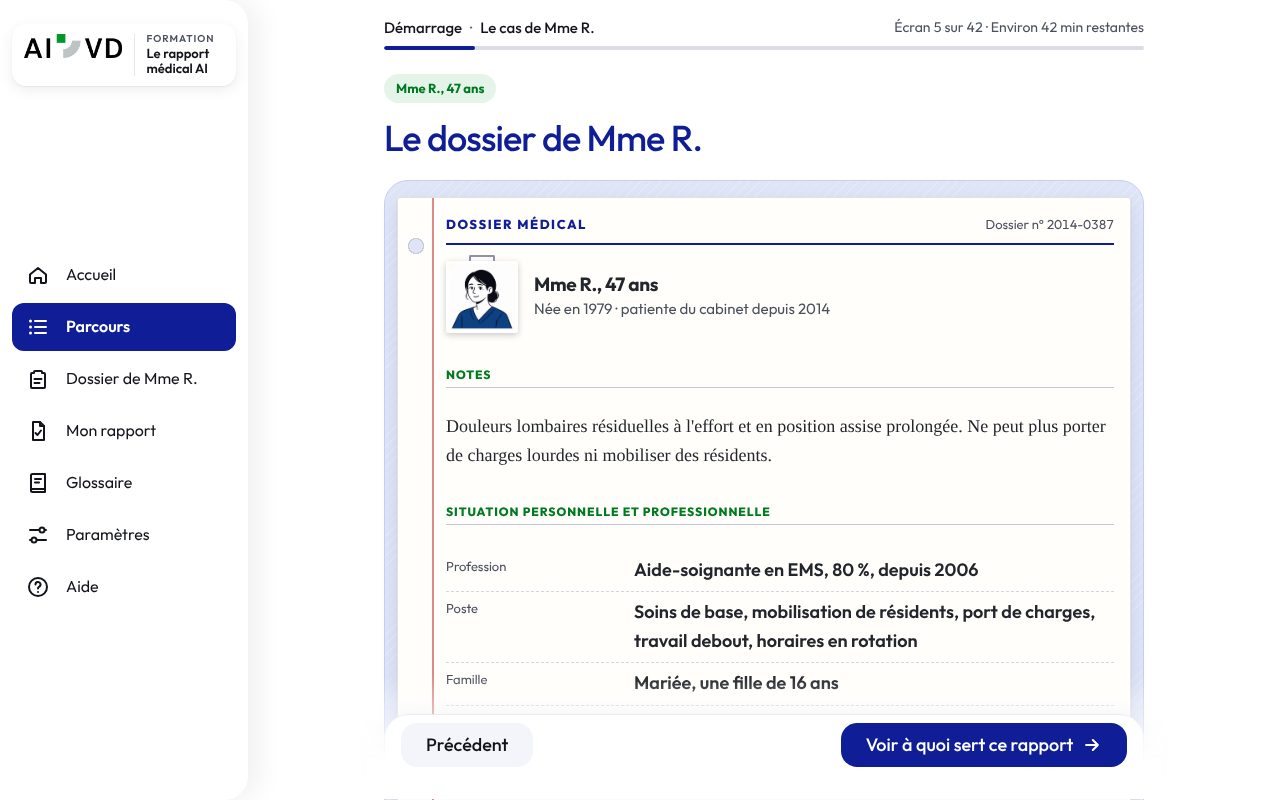 AI VD
FORMATION
Le rapport
médical AI
Accueil
Parcours
Dossier de Mme R.
Mon rapport
Glossaire
Paramètres
Aide
Démarrage · Le cas de Mme R.
Écran 5 sur 42 · Environ 42 min restantes
Mme R., 47 ans
Le dossier de Mme R.
DOSSIER MÉDICAL
Dossier n° 2014-0387
Mme R., 47 ans
Née en 1979 · patiente du cabinet depuis 2014
NOTES
Douleurs lombaires résiduelles à l'effort et en position assise prolongée. Ne peut plus porter
de charges lourdes ni mobiliser des résidents.
SITUATION PERSONNELLE ET PROFESSIONNELLE
Profession
Aide-soignante en EMS, 80 %, depuis 2006
Poste
Soins de base, mobilisation de résidents, port de charges,
travail debout, horaires en rotation
Famille
Mariée, une fille de 16 ans
Précédent
Voir à quoi sert ce rapport →